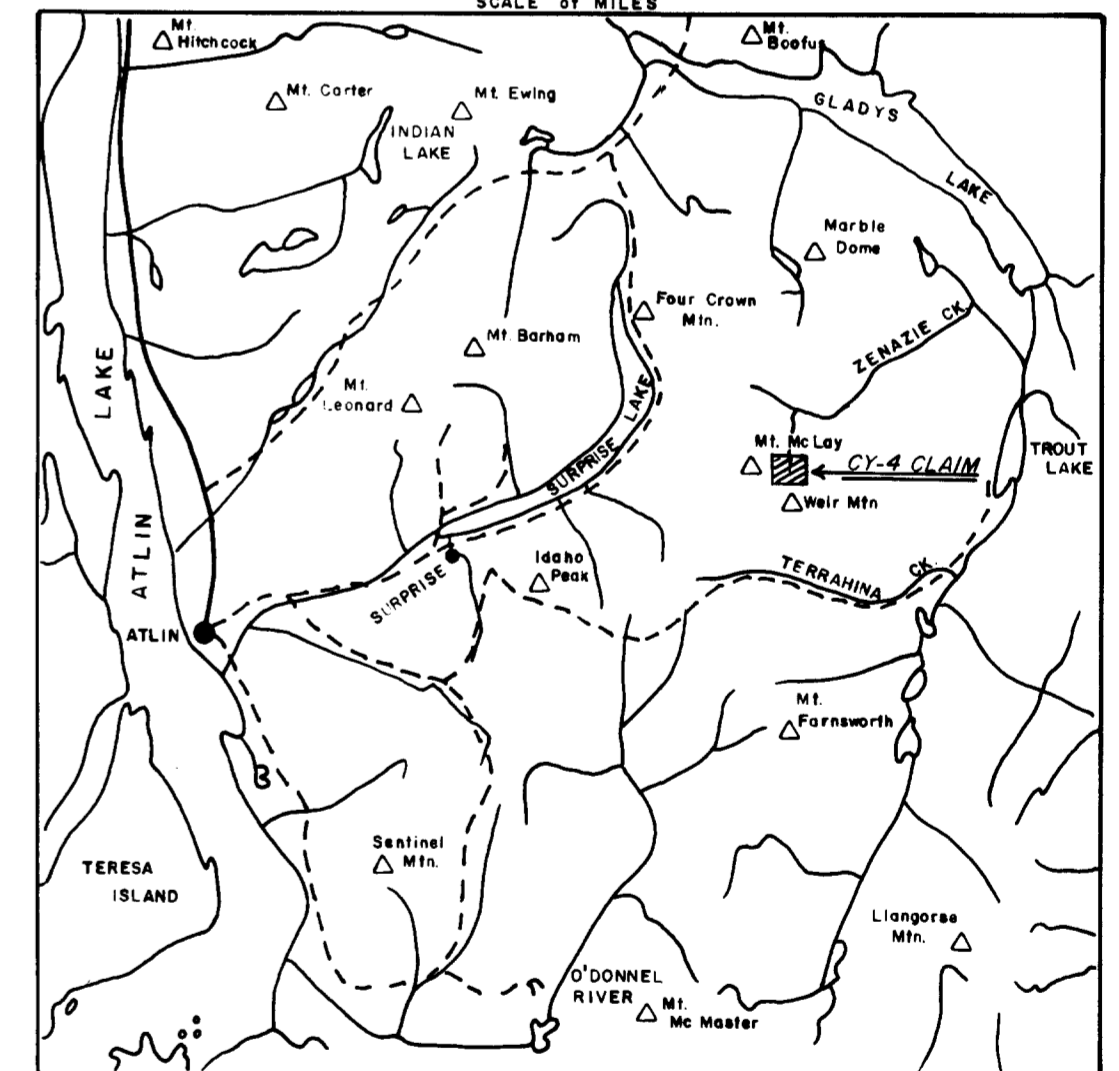 SCALE of MILES
Mt.
Hitchcock
Mt.
Boofus
Mt. Carter
Mt. Ewing
GLADYS
LAKE
INDIAN
LAKE
Marble
Dome
Four Crown
Mtn.
ZENAZIE CK.
Mt. Barham
Mt.
Leonard
SURPRISE LAKE
Mt. McLay
CY-4 CLAIM
Weir Mtn
TROUT
LAKE
ATLIN LAKE
Idaho
Peak
SURPRISE
TERRAHINA CK.
ATLIN
Mt.
Farnsworth
Sentinel
Mtn.
TERESA
ISLAND
Llangorse
Mtn.
O'DONNEL
RIVER
Mt.
Mc Master